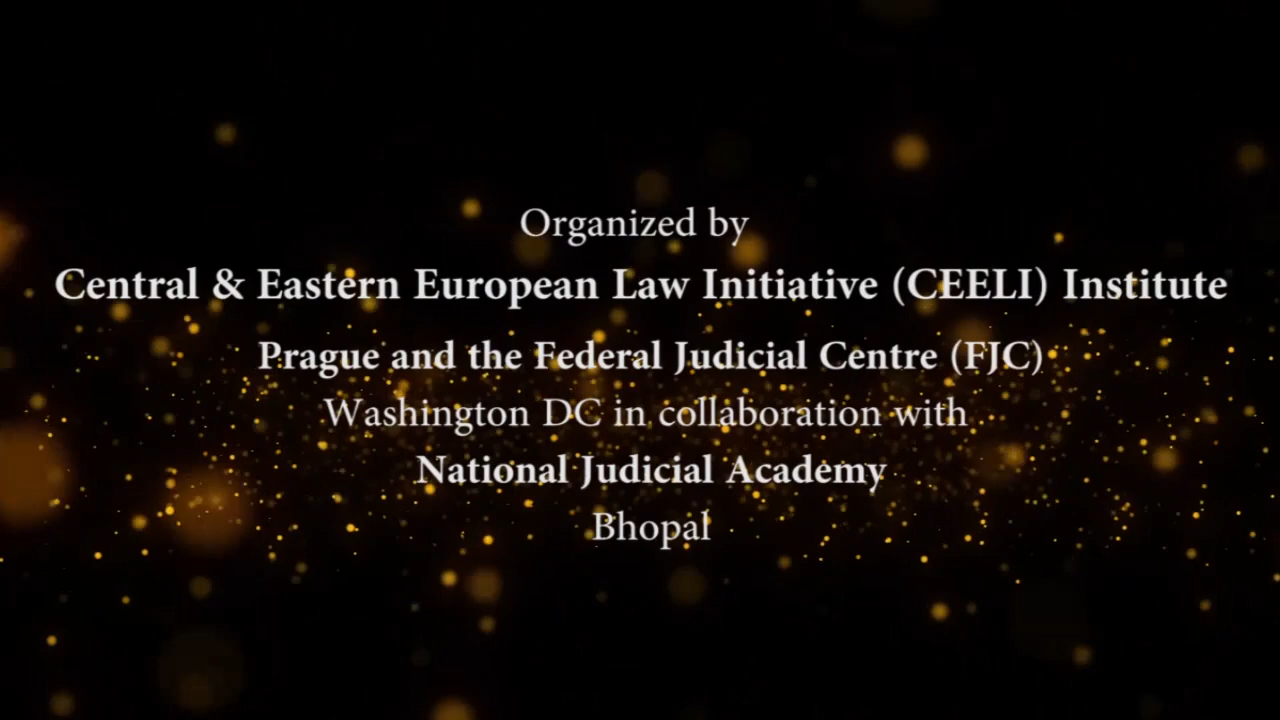 Organized by
Central & Eastern European Law Initiative (CEELI) Institute
Prague and the Federal Judicial Centre (FJC)
Washington DC in collaboration with
National Judicial Academy
Bhopal